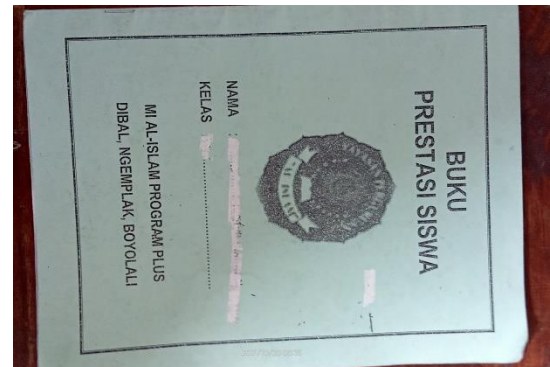 BUKU
PRESTASI SISWA
NAMA :
KELAS :
MI AL-ISLAM PROGRAM PLUS
DIBAL, NGEMPLAK, BOYOLALI